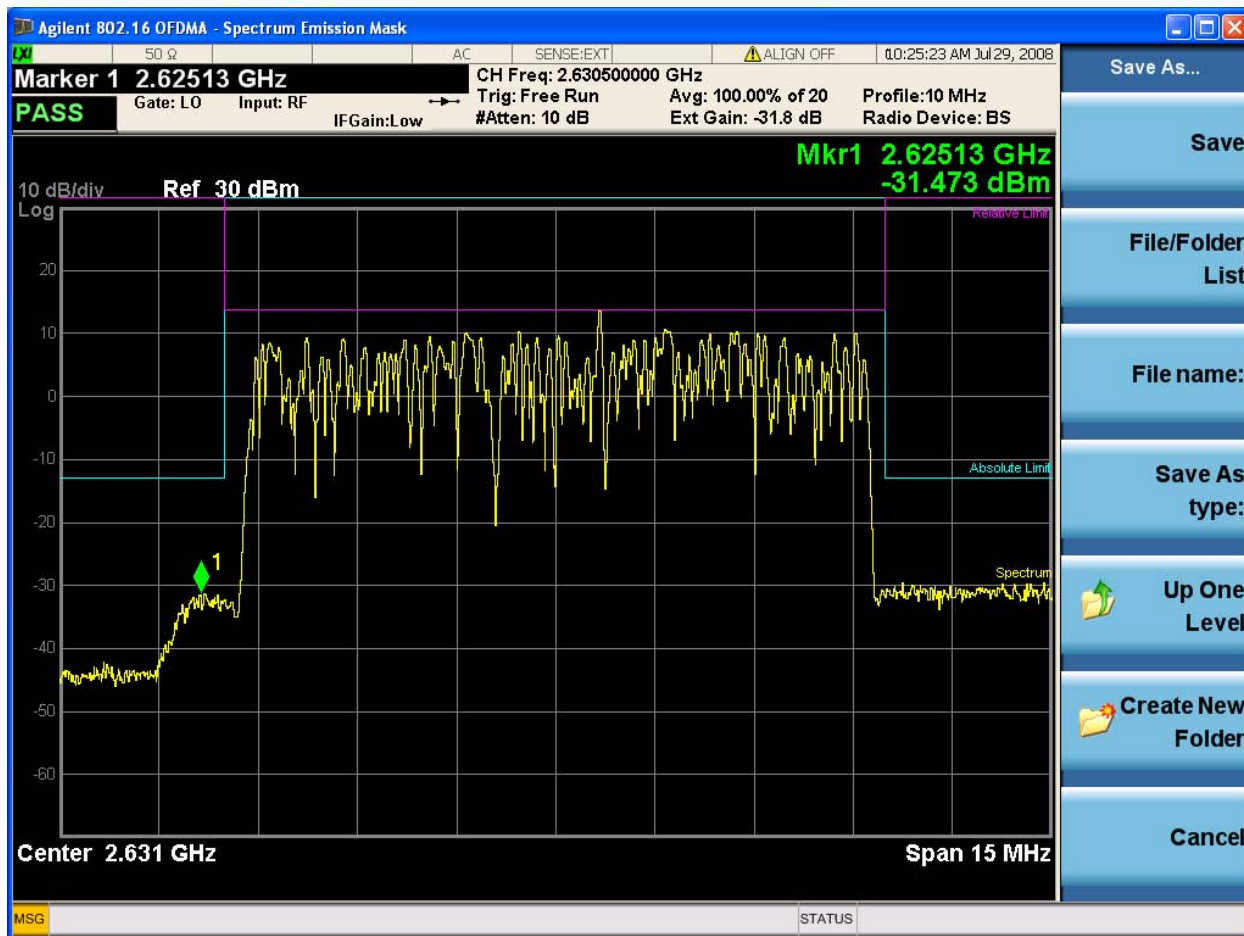 Agilent 802.16 OFDMA - Spectrum Emission Mask
LXI 50 Ω AC SENSE:EXT ALIGN OFF 10:25:23 AM Jul 29, 2008
Marker 1 2.62513 GHz
PASS
Gate: LO Input: RF
IFGain:Low
CH Freq: 2.630500000 GHz
Trig: Free Run Avg: 100.00% of 20 Profile:10 MHz
#Atten: 10 dB Ext Gain: -31.8 dB Radio Device: BS
Mkr1 2.62513 GHz
-31.473 dBm
10 dB/div Ref 30 dBm
Log
Relative Limit
20
10
0
-10
Absolute Limit
-20
1
-30
Spectrum
-40
-50
-60
Center 2.631 GHz Span 15 MHz
MSG STATUS
Save As...
Save
File/Folder
List
File name:
Save As
type:
Up One
Level
Create New
Folder
Cancel